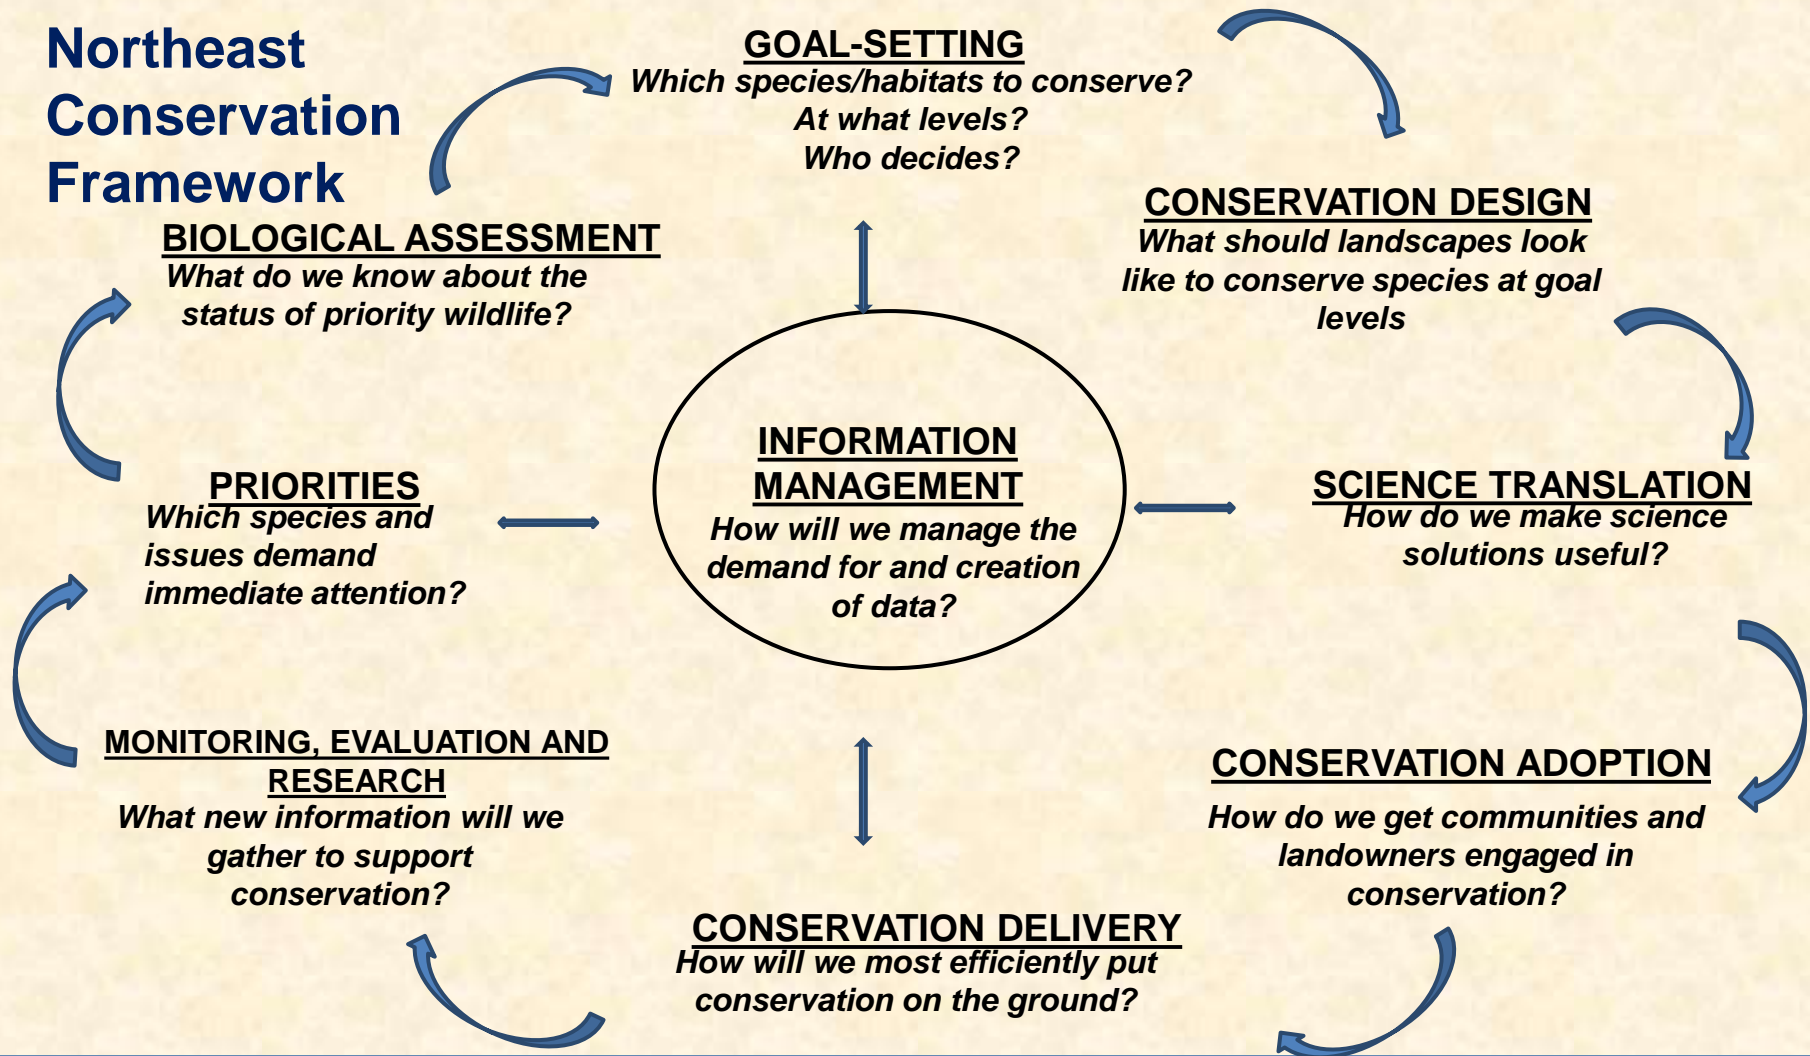 Northeast
Conservation
Framework
GOAL-SETTING
Which species/habitats to conserve?
At what levels?
Who decides?
CONSERVATION DESIGN
What should landscapes look
like to conserve species at goal
levels
BIOLOGICAL ASSESSMENT
What do we know about the
status of priority wildlife?
INFORMATION
MANAGEMENT
How will we manage the
demand for and creation
of data?
PRIORITIES
Which species and
issues demand
immediate attention?
SCIENCE TRANSLATION
How do we make science
solutions useful?
MONITORING, EVALUATION AND
RESEARCH
What new information will we
gather to support
conservation?
CONSERVATION ADOPTION
How do we get communities and
landowners engaged in
conservation?
CONSERVATION DELIVERY
How will we most efficiently put
conservation on the ground?